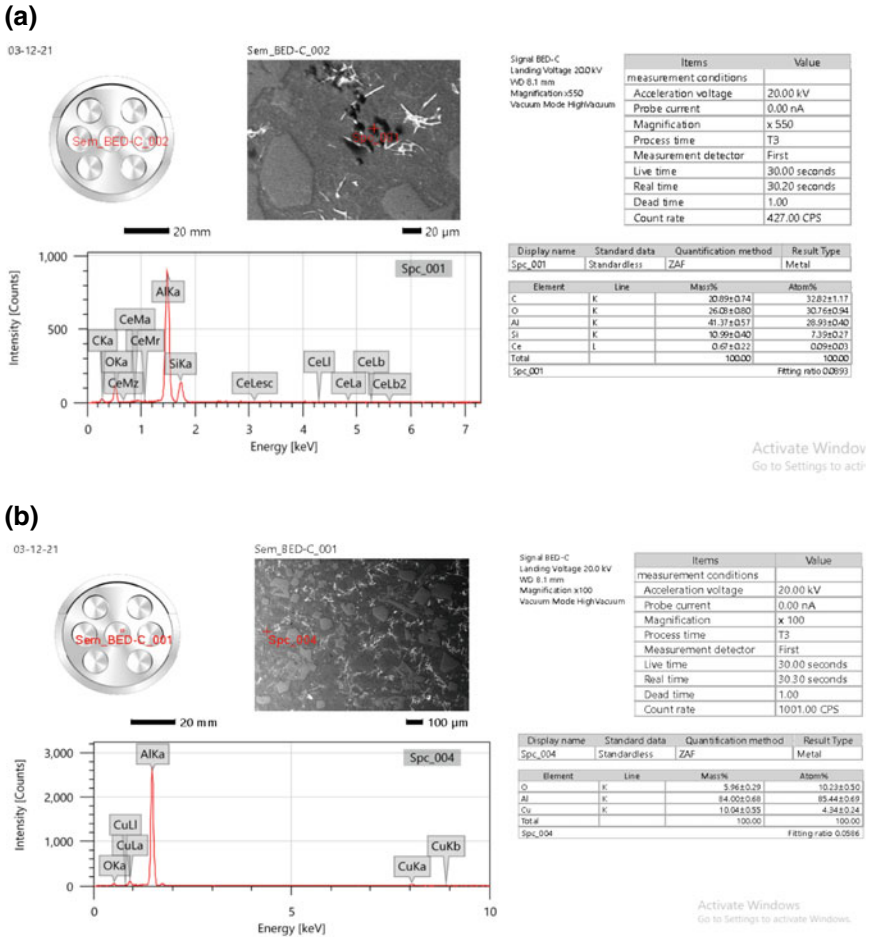 (a)
03-12-21
Sem_BED-C_002
Sem_BED-C_002
20 mm
20 µm
Signal BED-C
Landing Voltage 20.0 kV
WD 8.1 mm
Magnification x550
Vacuum Mode HighVacuum
Items Value
measurement conditions
Acceleration voltage 20.00 kV
Probe current 0.00 nA
Magnification x 550
Process time T3
Measurement detector First
Live time 30.00 seconds
Real time 30.20 seconds
Dead time 1.00
Count rate 427.00 CPS
Intensity [Counts]
1,000
500
0
Spc_001
AlKa
CeMa
CKa
CeMr
OKa
SiKa
CeMz
CeLesc
CeLl
CeLb
CeLa
CeLb2
0 1 2 3 4 5 6 7
Energy [keV]
Display name Standard data Quantification method Result Type
Spc_001 Standardless ZAF Metal
Element Line Mass% Atom%
C K 20.89±0.74 32.82±1.17
O K 26.08±0.80 30.76±0.94
Al K 41.37±0.57 28.93±0.40
Si K 10.99±0.40 7.39±0.27
Ce L 0.67±0.22 0.09±0.03
Total 100.00 100.00
Spc_001 Fitting ratio 0.0893
Activate Window
Go to Settings to acti
(b)
03-12-21
Sem_BED-C_001
Sem_BED-C_001
Spc_004
20 mm
100 µm
Signal BED-C
Landing Voltage 20.0 kV
WD 8.1 mm
Magnification x100
Vacuum Mode HighVacuum
Items Value
measurement conditions
Acceleration voltage 20.00 kV
Probe current 0.00 nA
Magnification x 100
Process time T3
Measurement detector First
Live time 30.00 seconds
Real time 30.30 seconds
Dead time 1.00
Count rate 1001.00 CPS
Intensity [Counts]
3,000
2,000
1,000
0
Spc_004
AlKa
CuLl
CuLa
OKa
CuKa
CuKb
0 5 10
Energy [keV]
Display name Standard data Quantification method Result Type
Spc_004 Standardless ZAF Metal
Element Line Mass% Atom%
O K 5.96±0.29 10.23±0.50
Al K 84.00±0.68 85.44±0.69
Cu K 10.04±0.55 4.34±0.24
Total 100.00 100.00
Spc_004 Fitting ratio 0.0586
Activate Windows
Go to Settings to activate Windows.